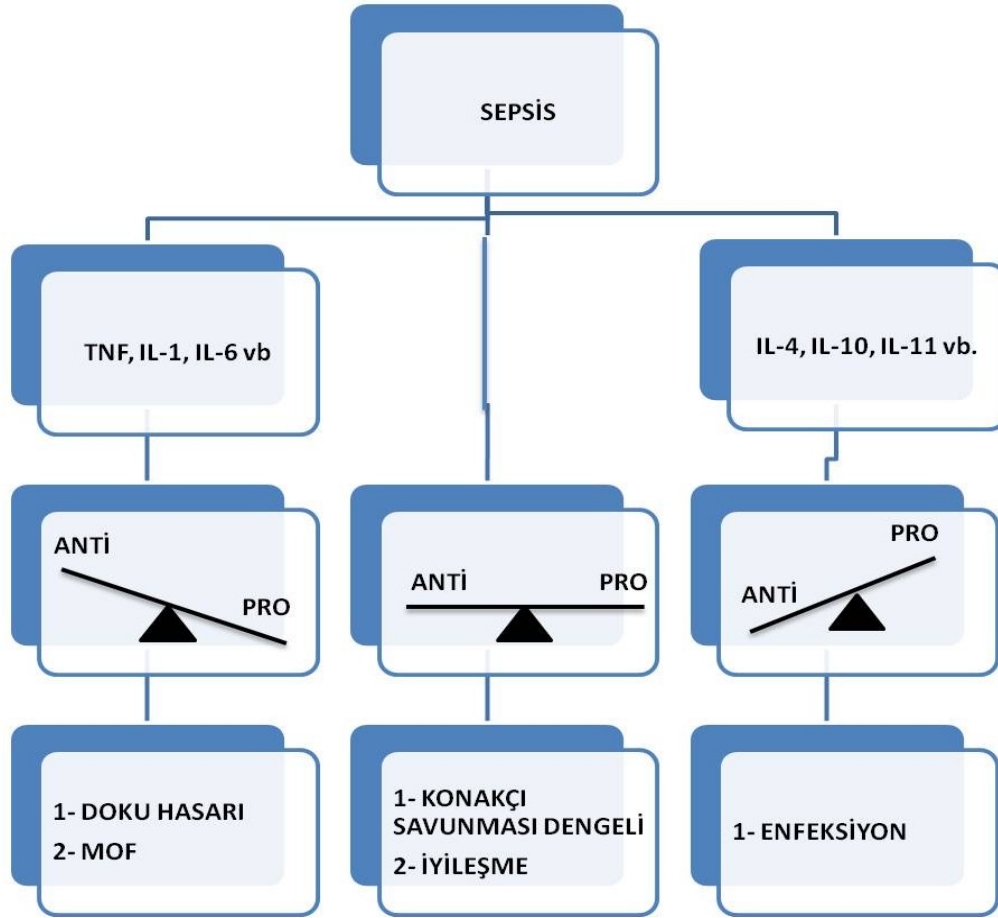 SEPSİS
TNF, IL-1, IL-6 vb
IL-4, IL-10, IL-11 vb.
ANTİ
PRO
ANTİ
PRO
PRO
ANTİ
1- DOKU HASARI
2- MOF
1- KONAKÇI
SAVUNMASI DENGELİ
2- İYİLEŞME
1- ENFEKSİYON